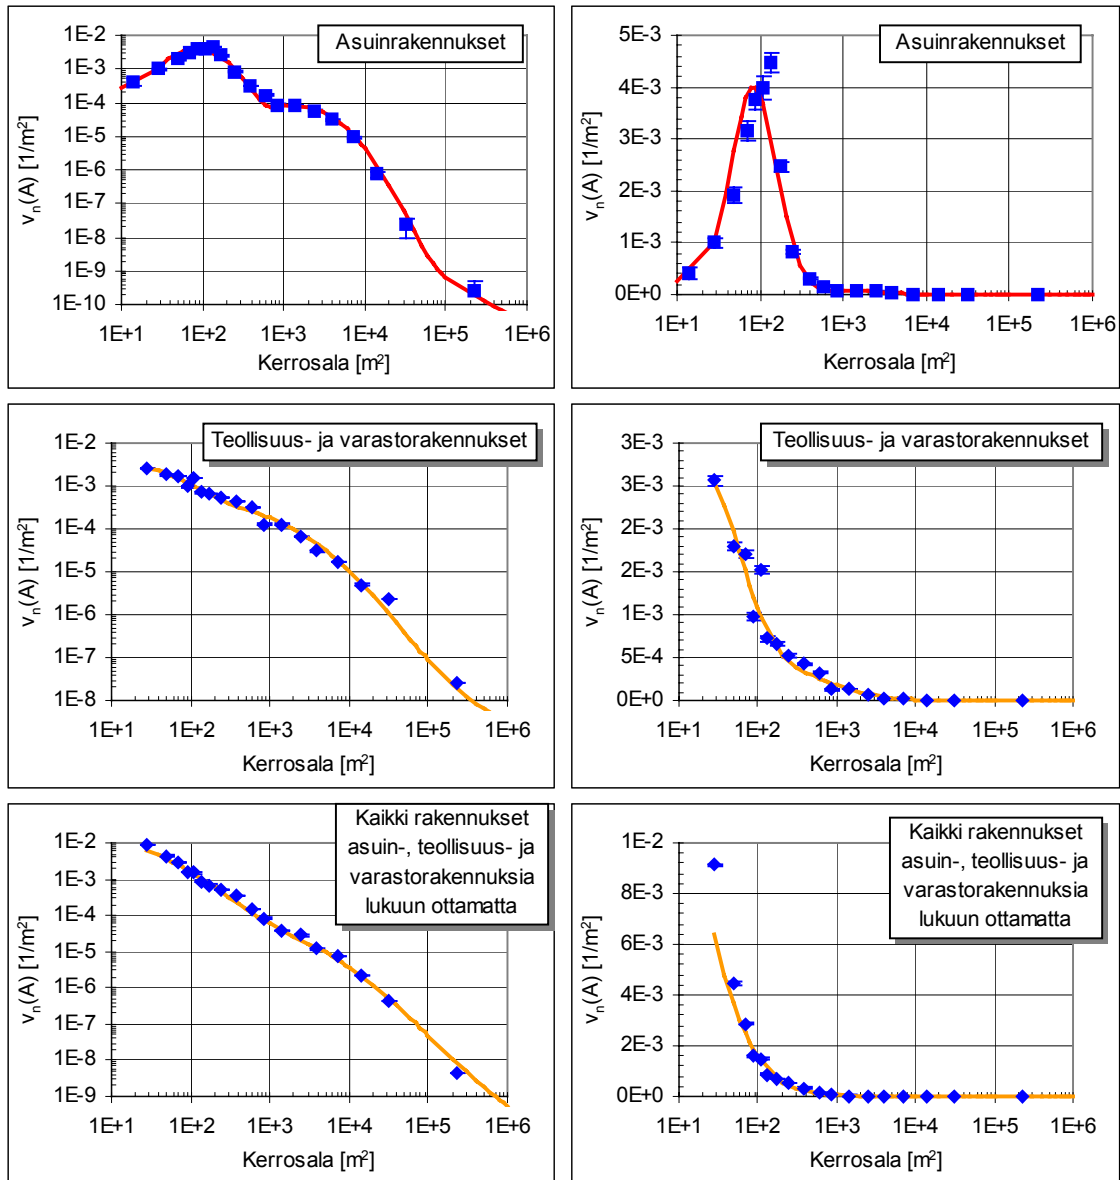 Asuinrakennukset
vₙ(A) [1/m²]
1E-2
1E-3
1E-4
1E-5
1E-6
1E-7
1E-8
1E-9
1E-10
1E+1 1E+2 1E+3 1E+4 1E+5 1E+6
Kerrosala [m²]
Asuinrakennukset
vₙ(A) [1/m²]
5E-3
4E-3
3E-3
2E-3
1E-3
0E+0
1E+1 1E+2 1E+3 1E+4 1E+5 1E+6
Kerrosala [m²]
Teollisuus- ja varastorakennukset
vₙ(A) [1/m²]
1E-2
1E-3
1E-4
1E-5
1E-6
1E-7
1E-8
1E+1 1E+2 1E+3 1E+4 1E+5 1E+6
Kerrosala [m²]
Teollisuus- ja varastorakennukset
vₙ(A) [1/m²]
3E-3
3E-3
2E-3
2E-3
1E-3
5E-4
0E+0
1E+1 1E+2 1E+3 1E+4 1E+5 1E+6
Kerrosala [m²]
Kaikki rakennukset
asuin-, teollisuus- ja
varastorakennuksia
lukuun ottamatta
vₙ(A) [1/m²]
1E-2
1E-3
1E-4
1E-5
1E-6
1E-7
1E-8
1E-9
1E+1 1E+2 1E+3 1E+4 1E+5 1E+6
Kerrosala [m²]
Kaikki rakennukset
asuin-, teollisuus- ja
varastorakennuksia
lukuun ottamatta
vₙ(A) [1/m²]
1E-2
8E-3
6E-3
4E-3
2E-3
0E+0
1E+1 1E+2 1E+3 1E+4 1E+5 1E+6
Kerrosala [m²]